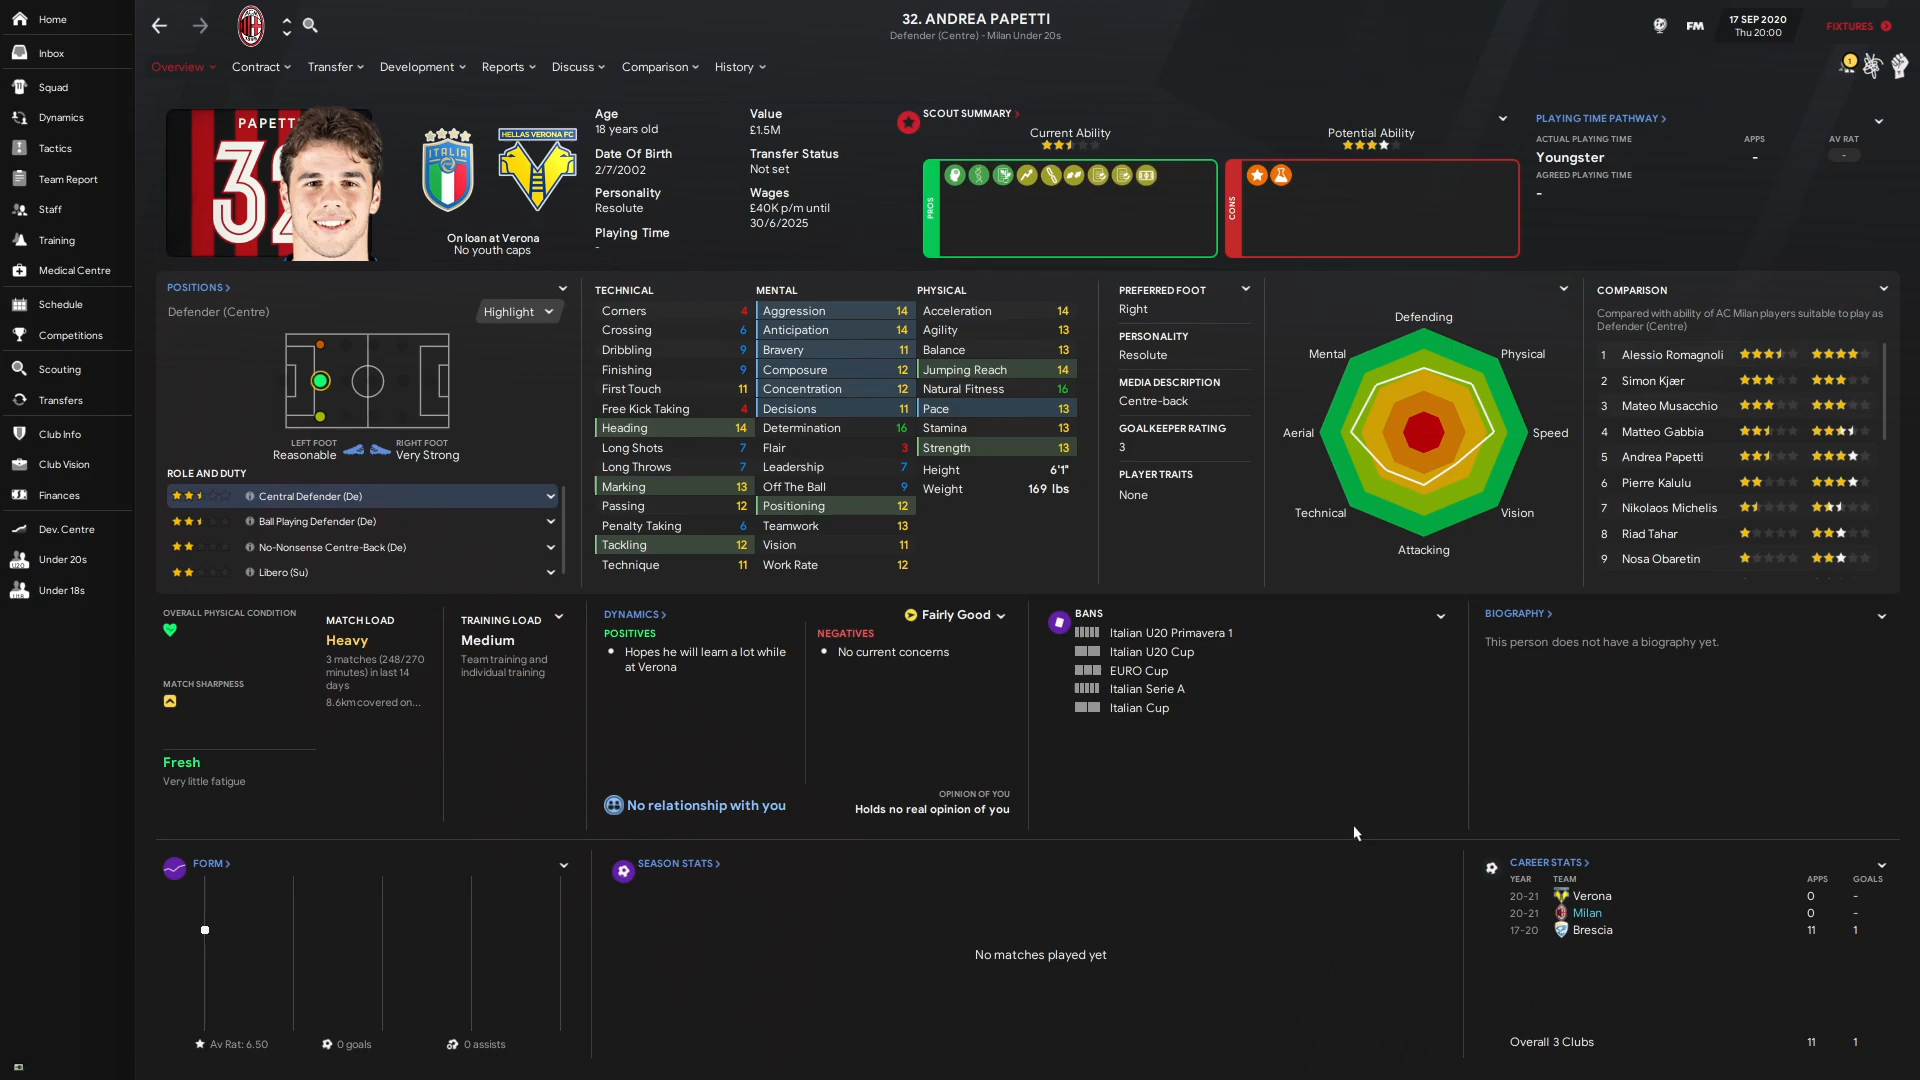 Home
Inbox
Squad
Dynamics
Tactics
Team Report
Staff
Training
Medical Centre
Schedule
Competitions
Scouting
Transfers
Club Info
Club Vision
Finances
Dev. Centre
Under 20s
Under 18s
32. ANDREA PAPETTI
Defender (Centre) - Milan Under 20s
FM
17 SEP 2020
Thu 20:00
FIXTURES
Overview
Contract
Transfer
Development
Reports
Discuss
Comparison
History
1
PAPETT
32
ITALIA
HELLAS VERONA FC
On loan at Verona
No youth caps
Age
18 years old
Date Of Birth
2/7/2002
Personality
Resolute
Playing Time
-
Value
£1.5M
Transfer Status
Not set
Wages
£40K p/m until
30/6/2025
SCOUT SUMMARY
Current Ability
Potential Ability
PROS
CONS
PLAYING TIME PATHWAY
ACTUAL PLAYING TIME
APPS
AV RAT
Youngster
-
-
AGREED PLAYING TIME
-
POSITIONS
Defender (Centre)
Highlight
LEFT FOOT
Reasonable
RIGHT FOOT
Very Strong
ROLE AND DUTY
Central Defender (De)
Ball Playing Defender (De)
No-Nonsense Centre-Back (De)
Libero (Su)
TECHNICAL
Corners 4
Crossing 6
Dribbling 9
Finishing 9
First Touch 11
Free Kick Taking 4
Heading 14
Long Shots 7
Long Throws 7
Marking 13
Passing 12
Penalty Taking 6
Tackling 12
Technique 11
MENTAL
Aggression 14
Anticipation 14
Bravery 11
Composure 12
Concentration 12
Decisions 11
Determination 16
Flair 3
Leadership 7
Off The Ball 9
Positioning 12
Teamwork 13
Vision 11
Work Rate 12
PHYSICAL
Acceleration 14
Agility 13
Balance 13
Jumping Reach 14
Natural Fitness 16
Pace 13
Stamina 13
Strength 13
Height 6'1"
Weight 169 lbs
PREFERRED FOOT
Right
PERSONALITY
Resolute
MEDIA DESCRIPTION
Centre-back
GOALKEEPER RATING
3
PLAYER TRAITS
None
Defending
Mental
Physical
Aerial
Speed
Technical
Vision
Attacking
COMPARISON
Compared with ability of AC Milan players suitable to play as
Defender (Centre)
1 Alessio Romagnoli
2 Simon Kjær
3 Mateo Musacchio
4 Matteo Gabbia
5 Andrea Papetti
6 Pierre Kalulu
7 Nikolaos Michelis
8 Riad Tahar
9 Nosa Obaretin
OVERALL PHYSICAL CONDITION
MATCH SHARPNESS
Fresh
Very little fatigue
MATCH LOAD
Heavy
3 matches (248/270
minutes) in last 14
days
8.6km covered on...
TRAINING LOAD
Medium
Team training and
individual training
DYNAMICS
Fairly Good
POSITIVES
Hopes he will learn a lot while
at Verona
NEGATIVES
No current concerns
No relationship with you
OPINION OF YOU
Holds no real opinion of you
BANS
Italian U20 Primavera 1
Italian U20 Cup
EURO Cup
Italian Serie A
Italian Cup
BIOGRAPHY
This person does not have a biography yet.
FORM
Av Rat: 6.50
0 goals
0 assists
SEASON STATS
No matches played yet
CAREER STATS
YEAR TEAM APPS GOALS
20-21 Verona 0 -
20-21 Milan 0 -
17-20 Brescia 11 1
Overall 3 Clubs 11 1